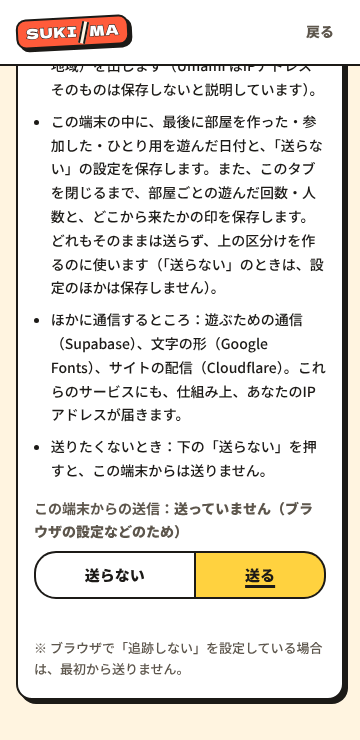 SUKI/MA
戻る
地域）を出します（UmamiはIPアドレス
そのものは保存しないと説明しています）。
• この端末の中に、最後に部屋を作った・参
加した・ひとり用を遊んだ日付と、「送らな
い」の設定を保存します。また、このタブ
を閉じるまで、部屋ごとの遊んだ回数・人
数と、どこから来たかの印を保存します。
どれもそのままは送らず、上の区分けを作
るのに使います（「送らない」のときは、設
定のほかは保存しません）。
• ほかに通信するところ：遊ぶための通信
（Supabase）、文字の形（Google
Fonts）、サイトの配信（Cloudflare）。これ
らのサービスにも、仕組み上、あなたのIP
アドレスが届きます。
• 送りたくないとき：下の「送らない」を押
すと、この端末からは送りません。
この端末からの送信：送っていません（ブラ
ウザの設定などのため）
送らない
送る
※ ブラウザで「追跡しない」を設定している場合
は、最初から送りません。